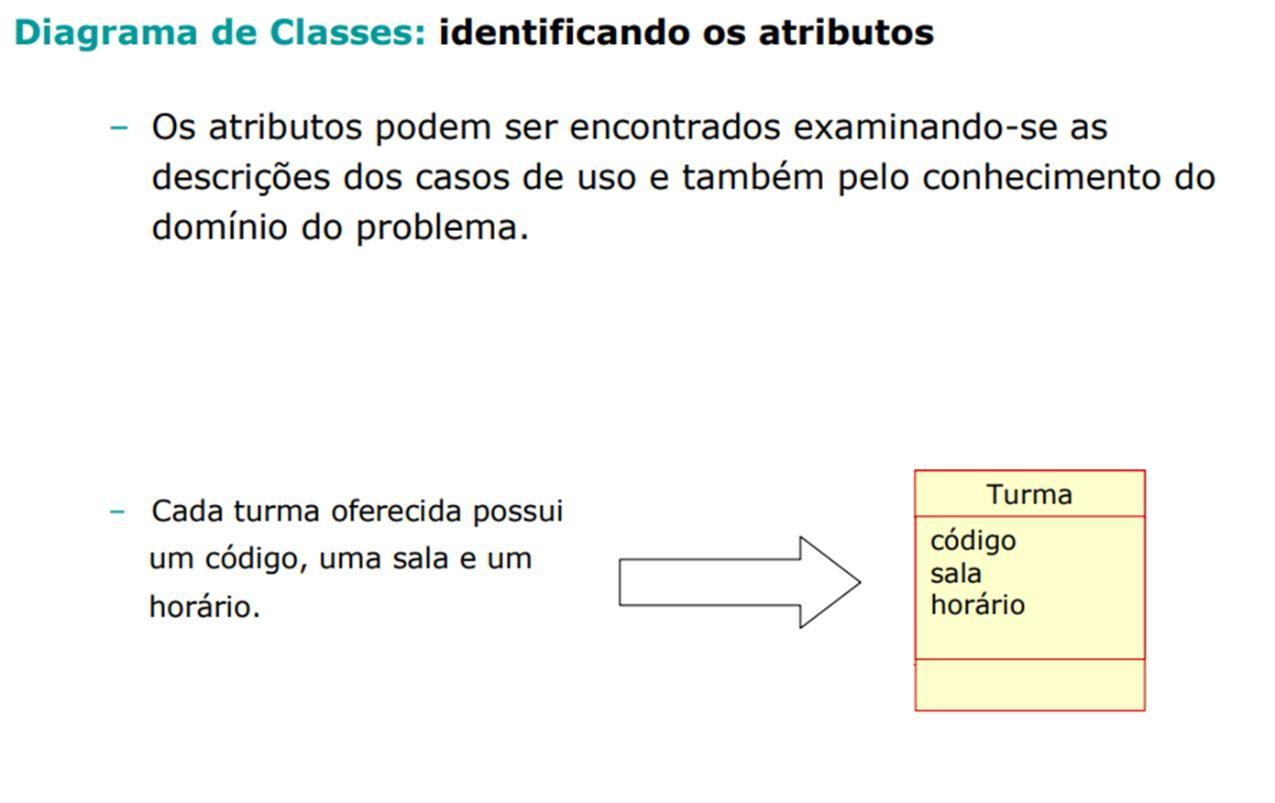 Diagrama de Classes: identificando os atributos
– Os atributos podem ser encontrados examinando-se as
descrições dos casos de uso e também pelo conhecimento do
domínio do problema.
– Cada turma oferecida possui
um código, uma sala e um
horário.
Turma
código
sala
horário